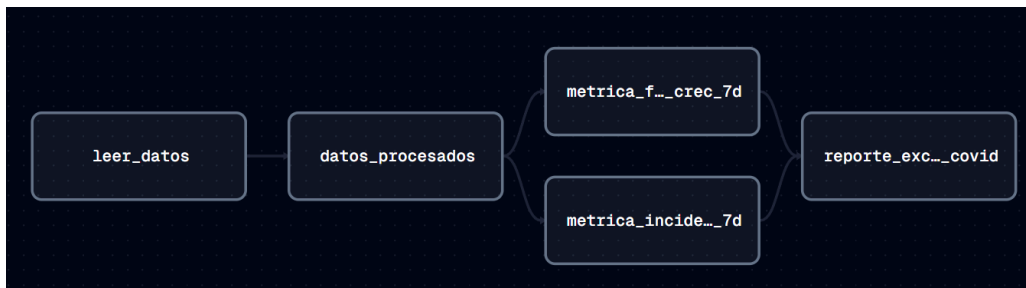 leer_datos
datos_procesados
metrica_f…_crec_7d
metrica_incide…_7d
reporte_exc…_covid